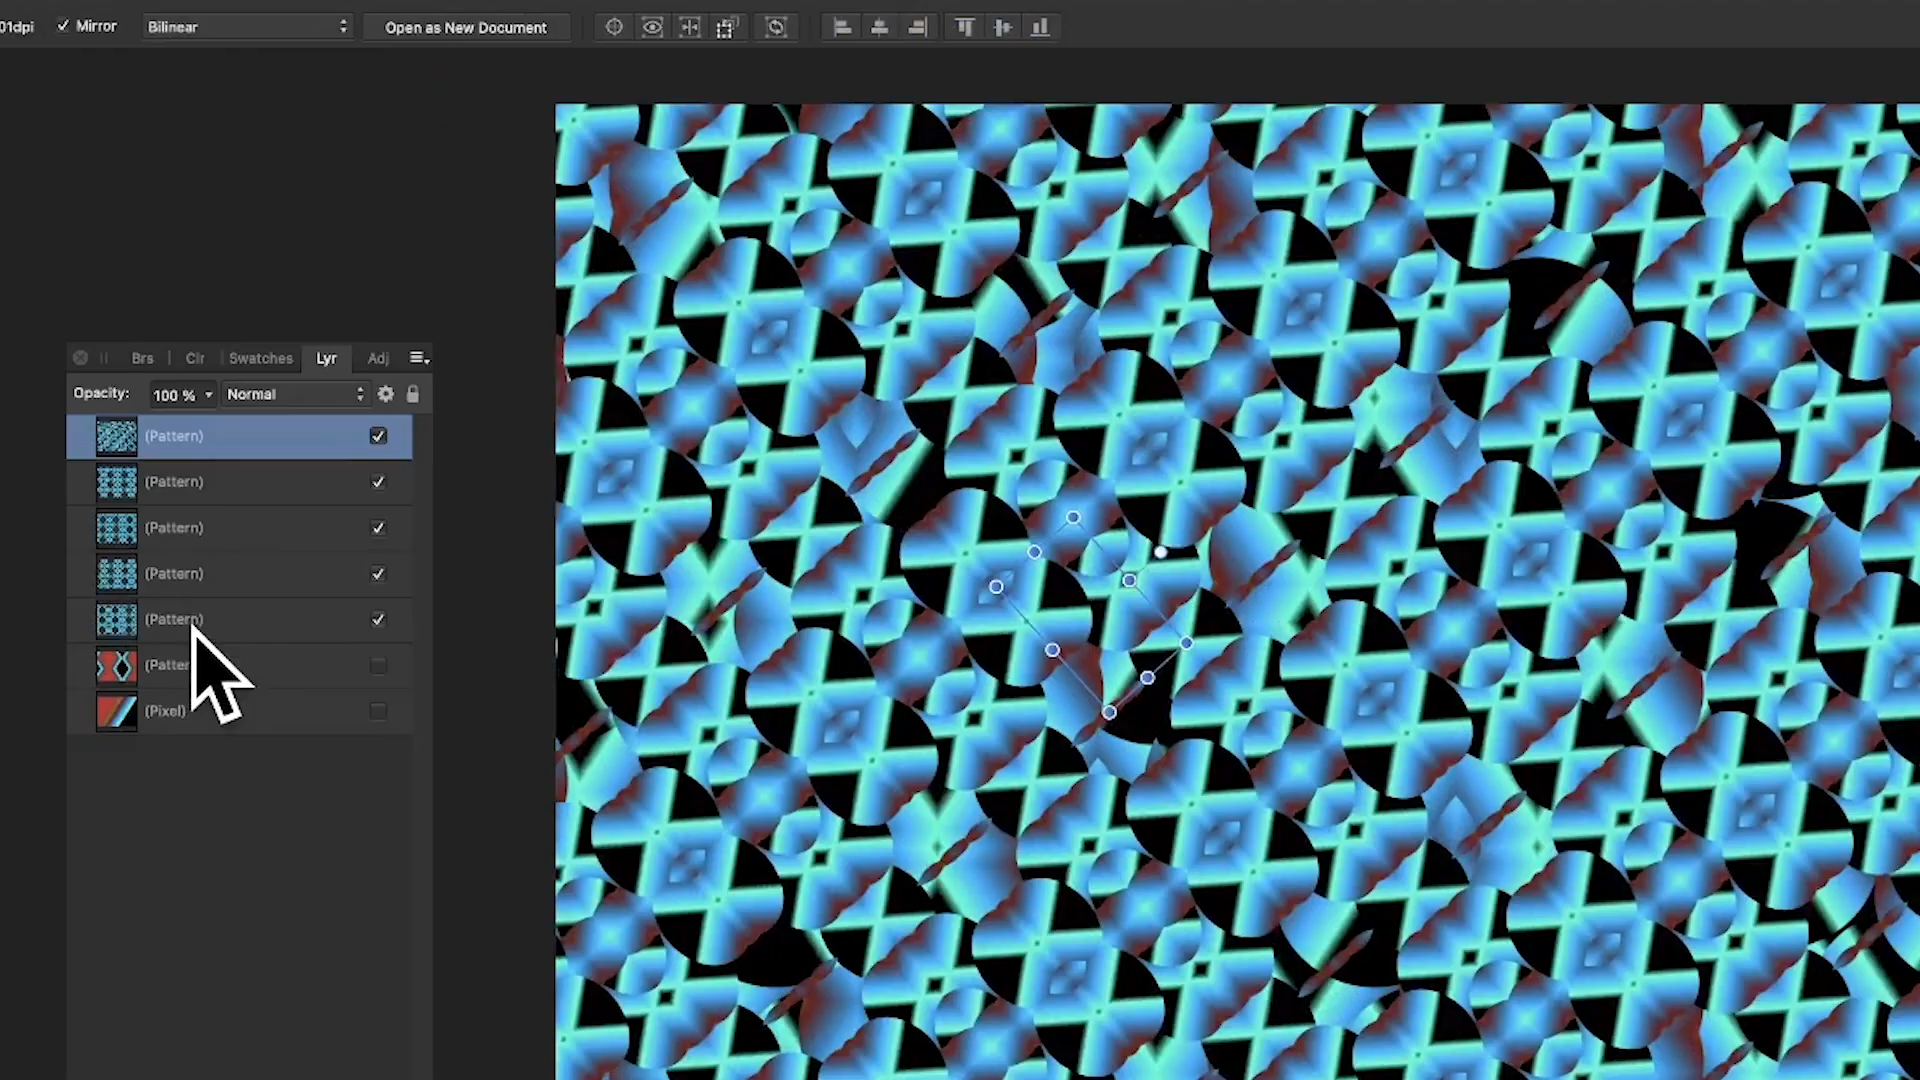 01dpi Mirror Bilinear Open as New Document
Brs Clr Swatches Lyr Adj
Opacity: 100 % Normal
(Pattern)
(Pattern)
(Pattern)
(Pattern)
(Pattern)
(Patter
(Pixel)